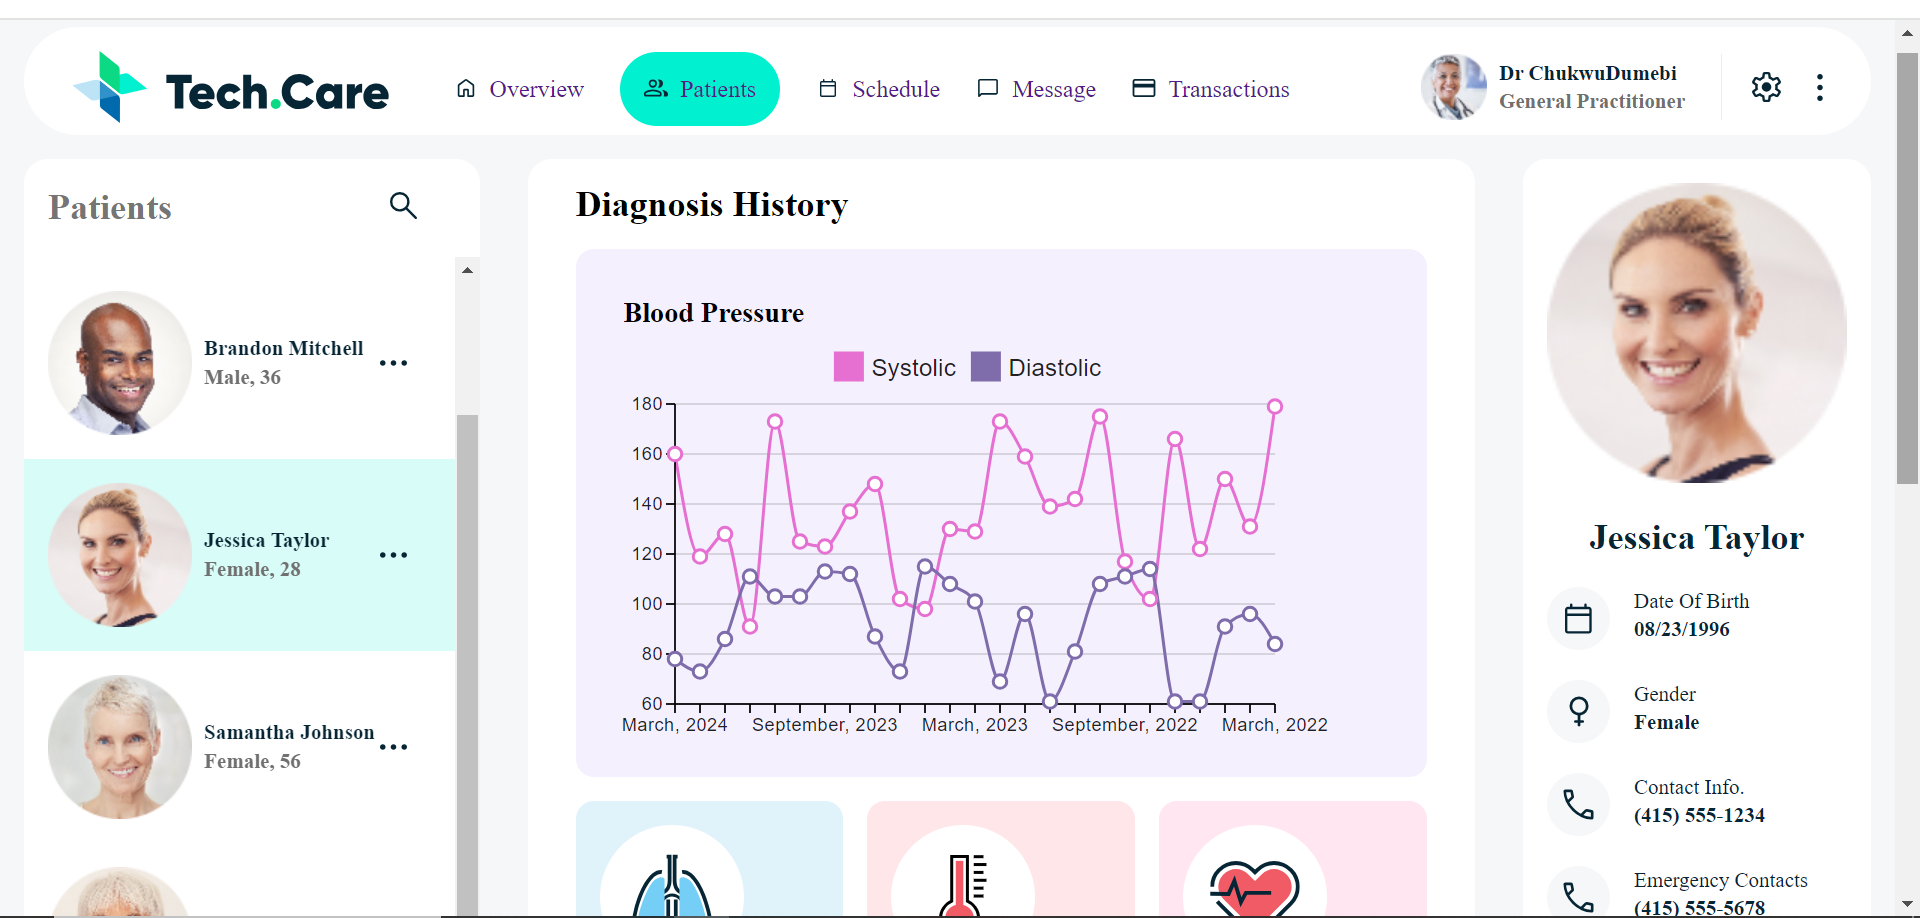 Tech.Care
Overview
Patients
Schedule
Message
Transactions
Dr ChukwuDumebi
General Practitioner
Patients
Brandon Mitchell
Male, 36
Jessica Taylor
Female, 28
Samantha Johnson
Female, 56
Diagnosis History
Blood Pressure
Systolic Diastolic
180
160
140
120
100
80
60
March, 2024 September, 2023 March, 2023 September, 2022 March, 2022
Jessica Taylor
Date Of Birth
08/23/1996
Gender
Female
Contact Info.
(415) 555-1234
Emergency Contacts
(415) 555-5678